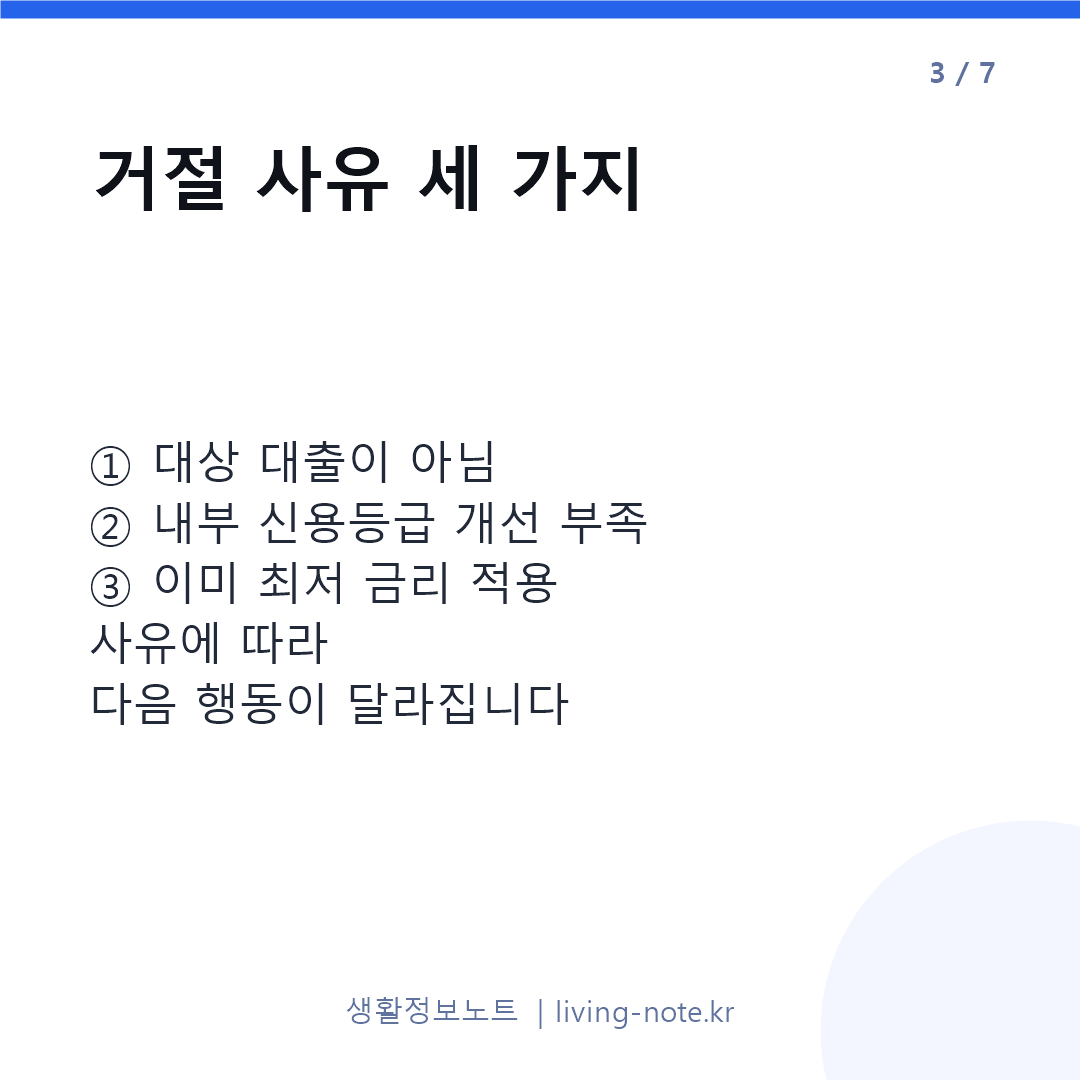 3 / 7
거절 사유 세 가지
① 대상 대출이 아님
② 내부 신용등급 개선 부족
③ 이미 최저 금리 적용
사유에 따라
다음 행동이 달라집니다
생활정보노트 | living-note.kr